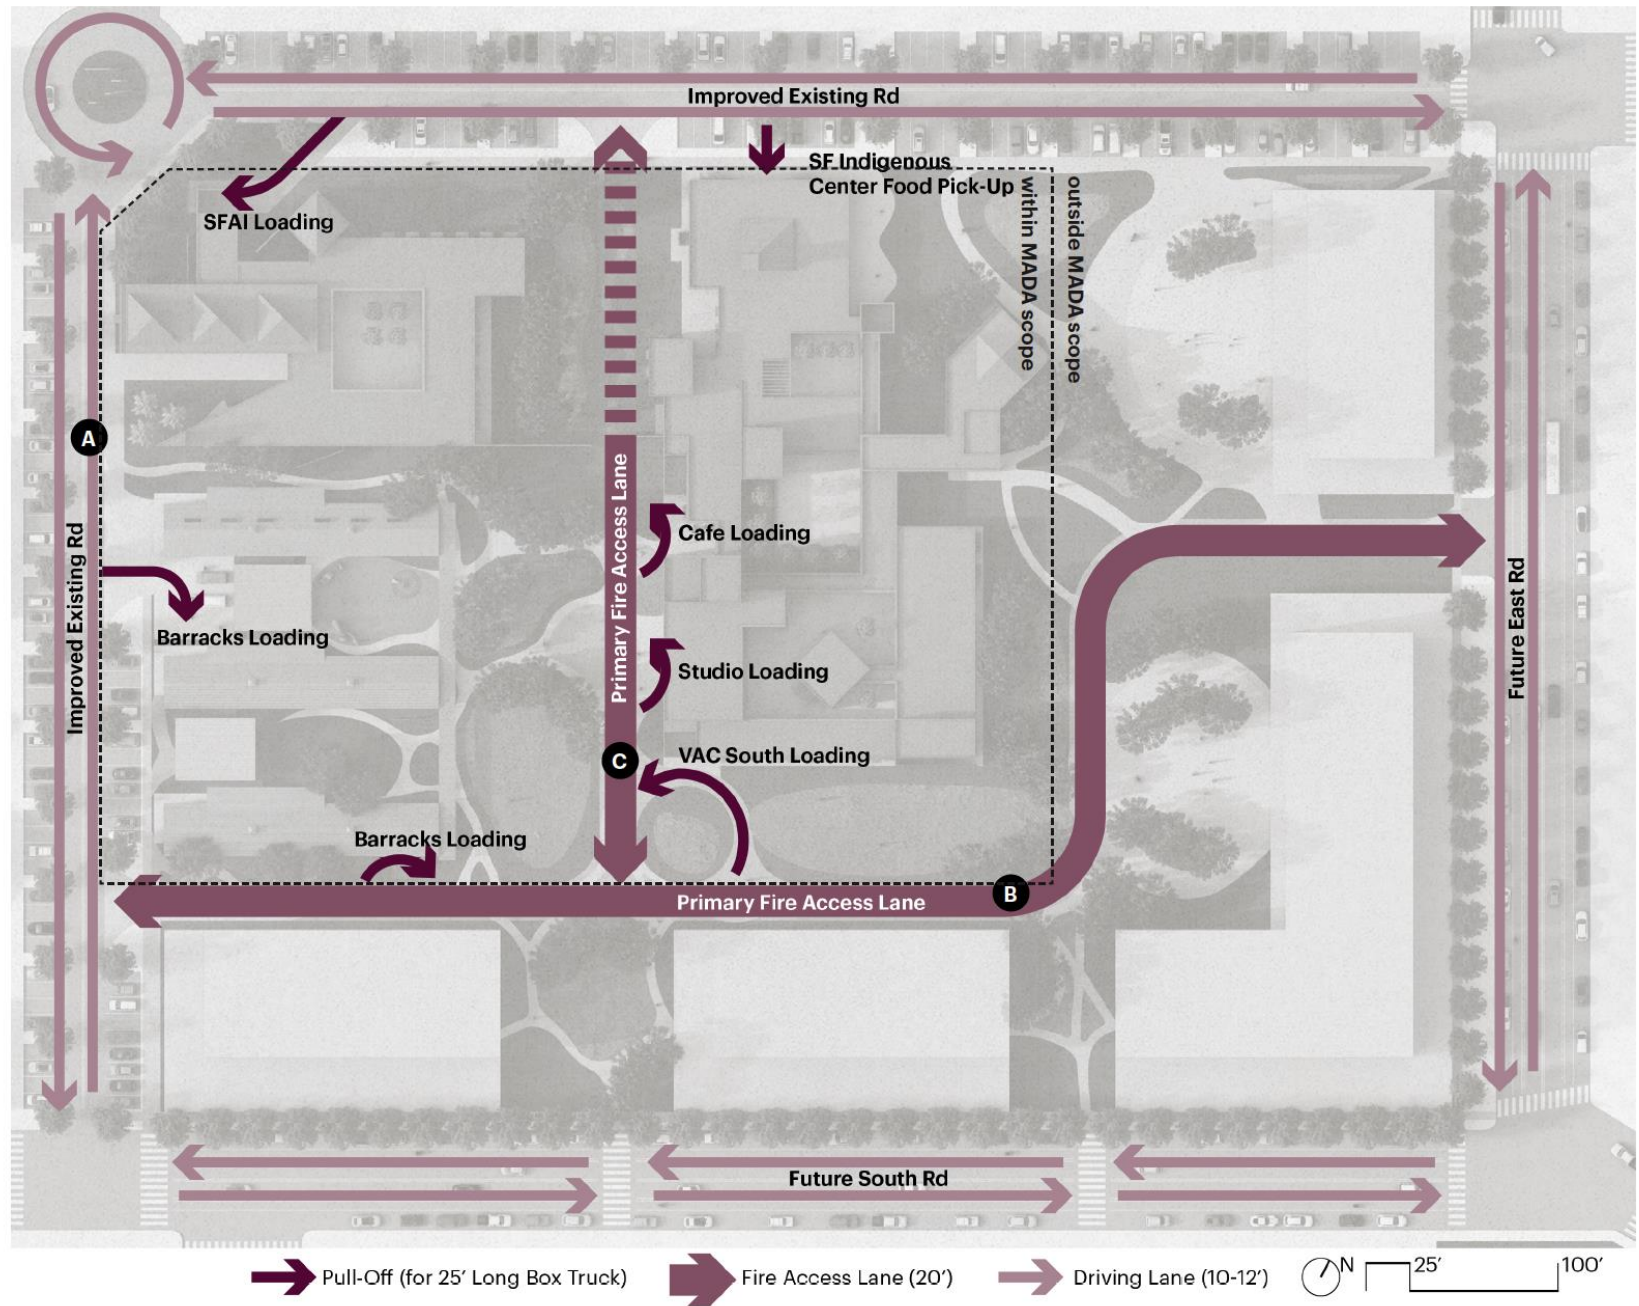 Improved Existing Rd
SF Indigenous
Center Food Pick-Up
within MADA scope
outside MADA scope
SFAI Loading
A
Primary Fire Access Lane
Cafe Loading
Improved Existing Rd
Barracks Loading
Studio Loading
Future East Rd
C
VAC South Loading
Barracks Loading
B
Primary Fire Access Lane
Future South Rd
Pull-Off (for 25' Long Box Truck)
Fire Access Lane (20')
Driving Lane (10-12')
N
25'
100'